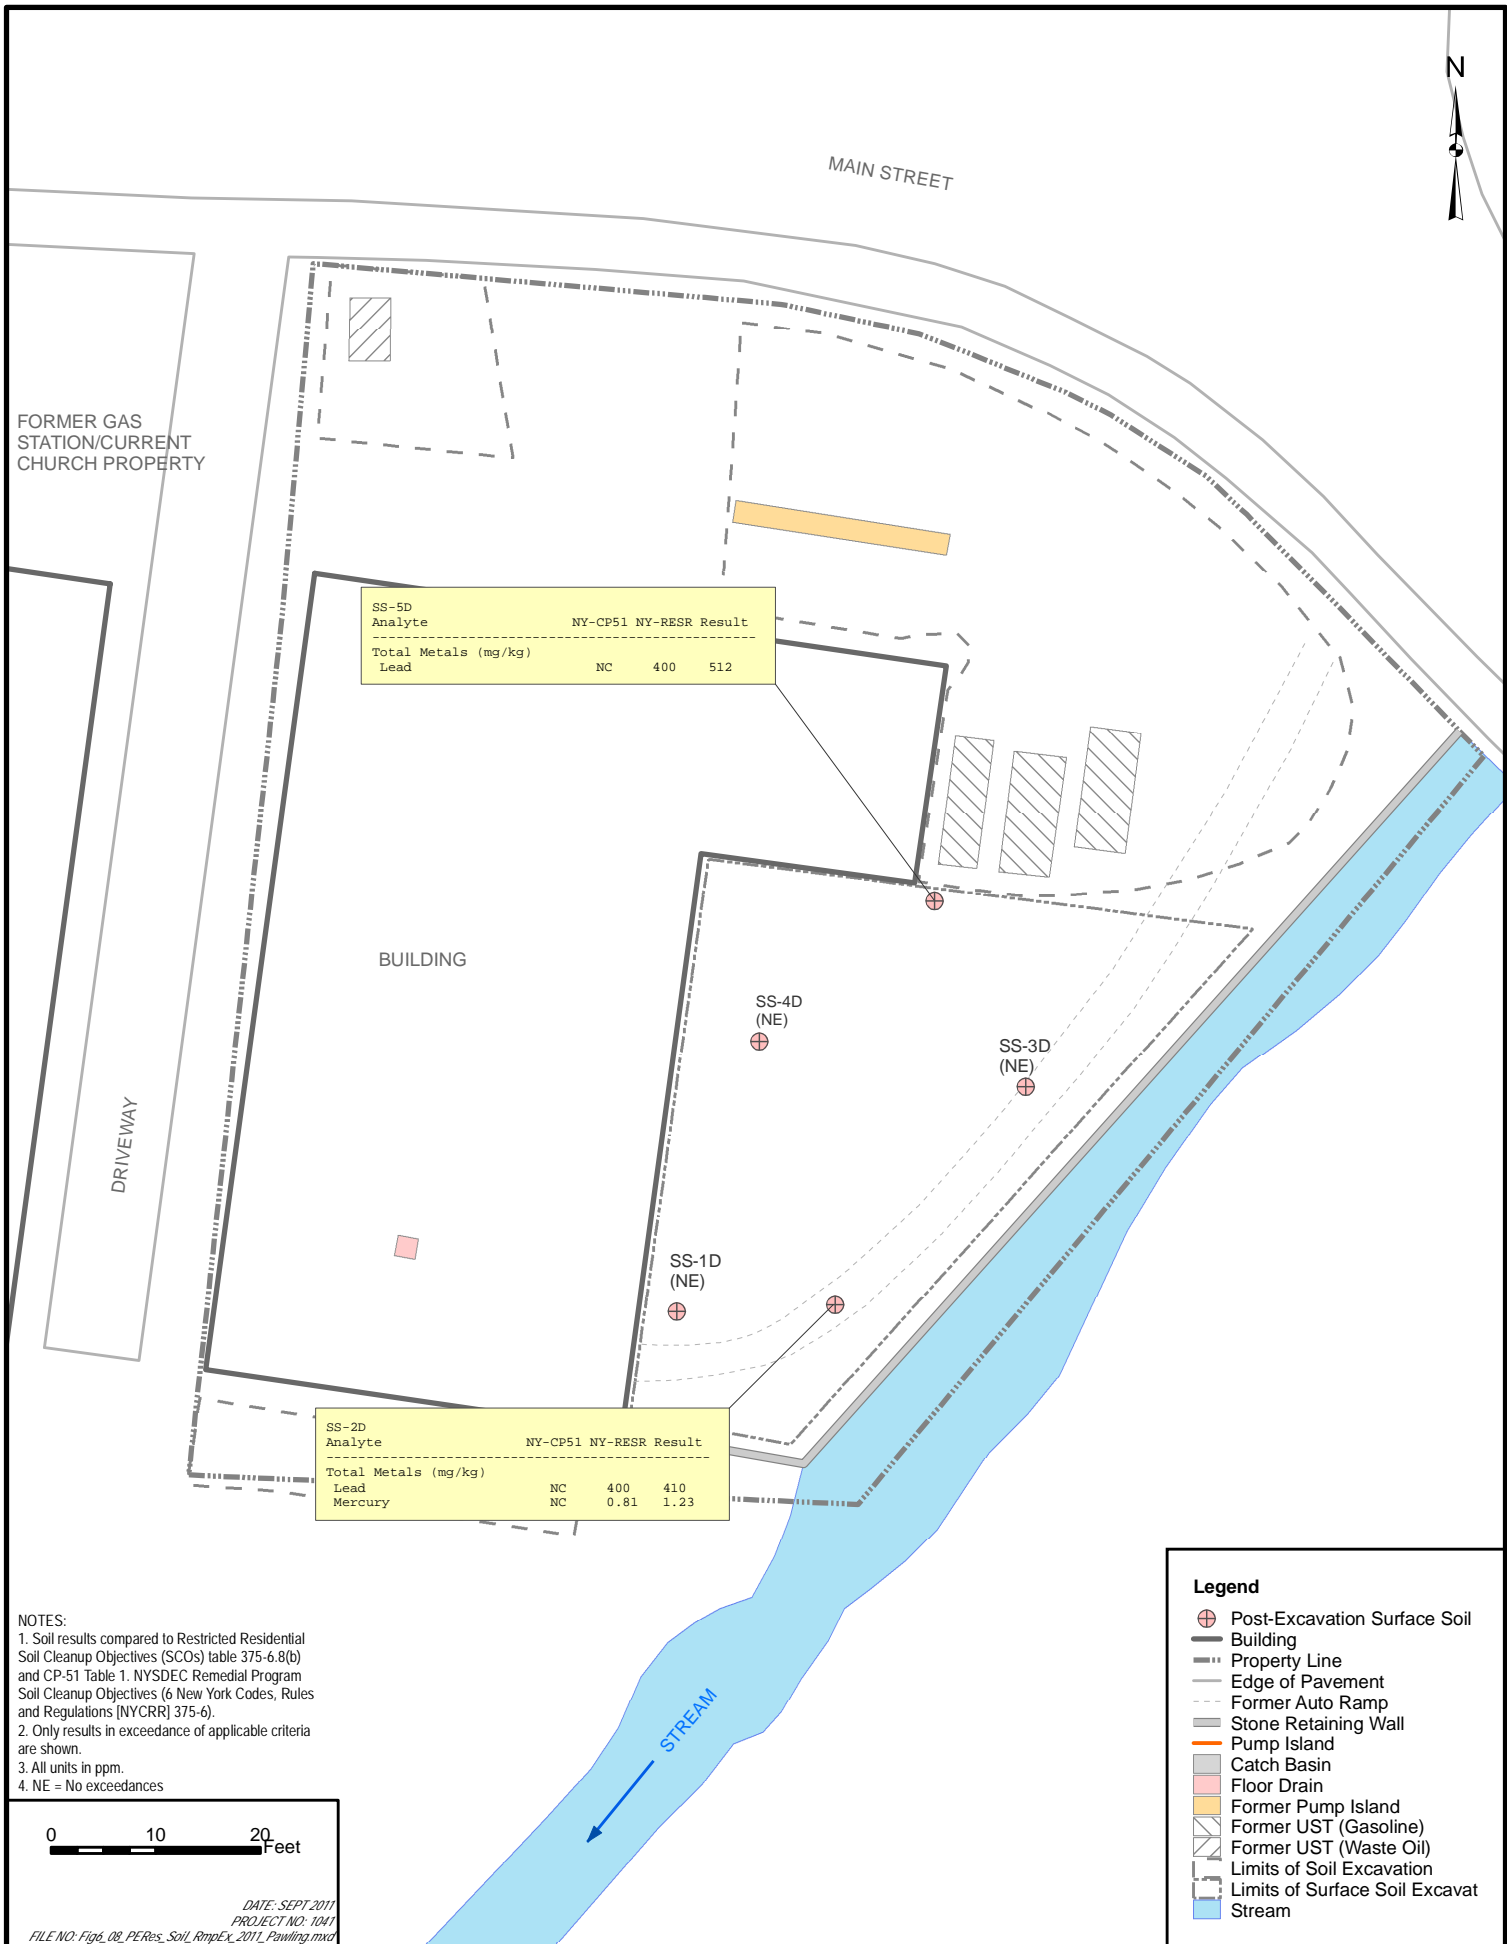 N
MAIN STREET
FORMER GAS
STATION/CURRENT
CHURCH PROPERTY
SS-5D
Analyte NY-CP51 NY-RESR Result
Total Metals (mg/kg)
Lead NC 400 512
BUILDING
SS-4D
(NE)
SS-3D
(NE)
DRIVEWAY
SS-1D
(NE)
SS-2D
Analyte NY-CP51 NY-RESR Result
Total Metals (mg/kg)
Lead NC 400 410
Mercury NC 0.81 1.23
STREAM
NOTES:
1. Soil results compared to Restricted Residential
Soil Cleanup Objectives (SCOs) table 375-6.8(b)
and CP-51 Table 1. NYSDEC Remedial Program
Soil Cleanup Objectives (6 New York Codes, Rules
and Regulations [NYCRR] 375-6).
2. Only results in exceedance of applicable criteria
are shown.
3. All units in ppm.
4. NE = No exceedances
0 10 20
Feet
DATE: SEPT 2011
PROJECT NO: 1041
FILE NO: Fig6_08_PERes_Soil_RmpEx_2011_Pawling.mxd
Legend
Post-Excavation Surface Soil
Building
Property Line
Edge of Pavement
Former Auto Ramp
Stone Retaining Wall
Pump Island
Catch Basin
Floor Drain
Former Pump Island
Former UST (Gasoline)
Former UST (Waste Oil)
Limits of Soil Excavation
Limits of Surface Soil Excavat
Stream